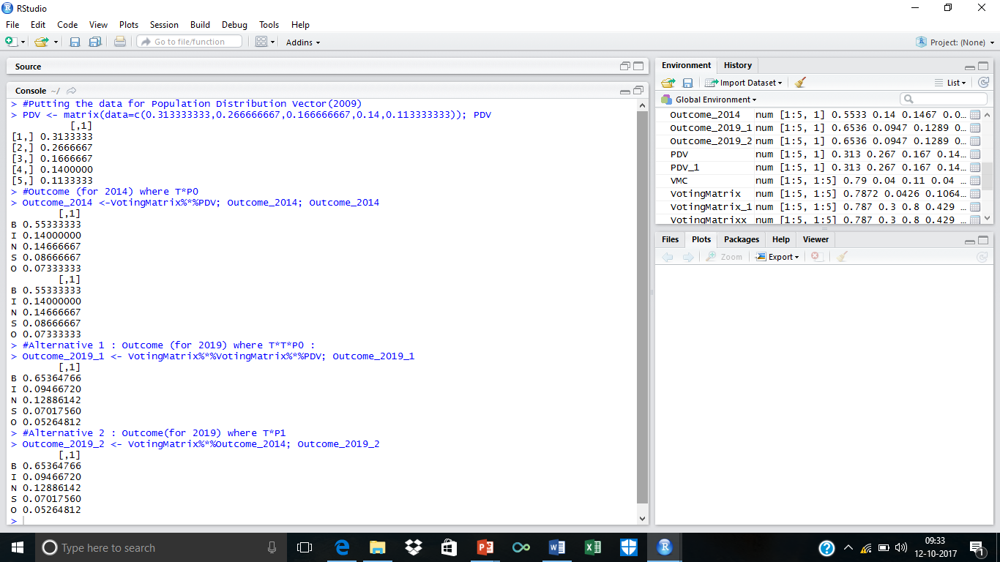 RStudio
File Edit Code View Plots Session Build Debug Tools Help
Go to file/function Addins Project: (None)
Source
Console ~/
> #Putting the data for Population Distribution Vector(2009)
> PDV <- matrix(data=c(0.313333333,0.266666667,0.166666667,0.14,0.113333333)); PDV
[,1]
[1,] 0.3133333
[2,] 0.2666667
[3,] 0.1666667
[4,] 0.1400000
[5,] 0.1133333
> #Outcome (for 2014) where T*P0
> Outcome_2014 <-VotingMatrix%*%PDV; Outcome_2014; Outcome_2014
[,1]
B 0.55333333
I 0.14000000
N 0.14666667
S 0.08666667
O 0.07333333
[,1]
B 0.55333333
I 0.14000000
N 0.14666667
S 0.08666667
O 0.07333333
> #Alternative 1 : Outcome (for 2019) where T*T*P0 :
> Outcome_2019_1 <- VotingMatrix%*%VotingMatrix%*%PDV; Outcome_2019_1
[,1]
B 0.65364766
I 0.09466720
N 0.12886142
S 0.07017560
O 0.05264812
> #Alternative 2 : Outcome(for 2019) where T*P1
> Outcome_2019_2 <- VotingMatrix%*%Outcome_2014; Outcome_2019_2
[,1]
B 0.65364766
I 0.09466720
N 0.12886142
S 0.07017560
O 0.05264812
>
Environment History
Import Dataset List
Global Environment
Outcome_2014 num [1:5, 1] 0.5533 0.14 0.1467 0.0…
Outcome_2019_1 num [1:5, 1] 0.6536 0.0947 0.1289 0…
Outcome_2019_2 num [1:5, 1] 0.6536 0.0947 0.1289 0…
PDV num [1:5, 1] 0.313 0.267 0.167 0.14…
PDV_1 num [1:5, 1] 0.313 0.267 0.167 0.14…
VMC num [1:5, 1:5] 0.79 0.04 0.11 0.04 …
VotingMatrix num [1:5, 1:5] 0.7872 0.0426 0.1064…
VotingMatrix_1 num [1:5, 1:5] 0.787 0.3 0.8 0.429 …
VotingMatrixx num [1:5, 1:5] 0.787 0.3 0.8 0.429 …
Files Plots Packages Help Viewer
Zoom Export
Type here to search
09:33
12-10-2017
1